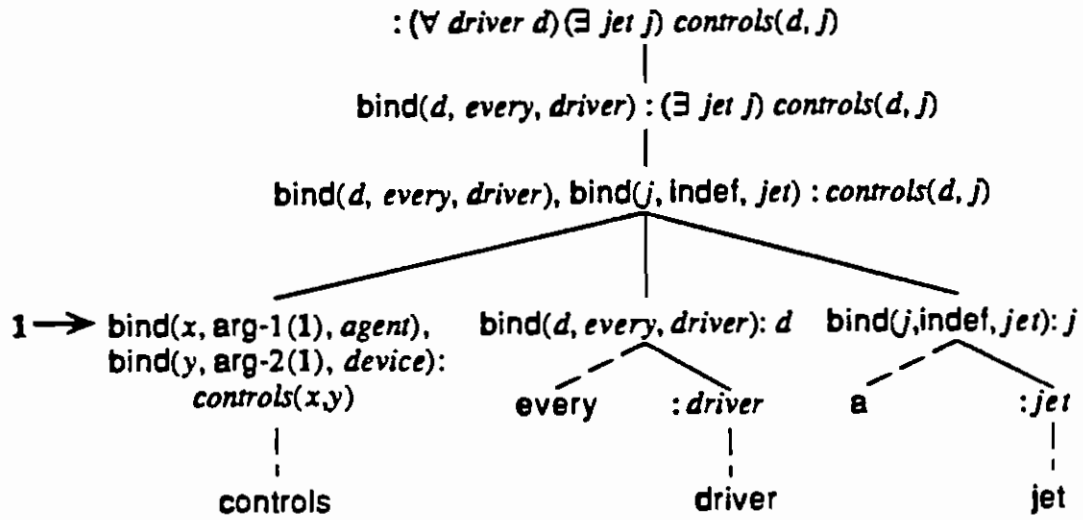 : (∀ driver d) (∃ jet j) controls(d, j)
bind(d, every, driver) : (∃ jet j) controls(d, j)
bind(d, every, driver), bind(j, indef, jet) : controls(d, j)
1 → bind(x, arg-1(1), agent), bind(d, every, driver): d bind(j,indef, jet): j
bind(y, arg-2(1), device):
controls(x,y) every : driver a : jet
controls driver jet